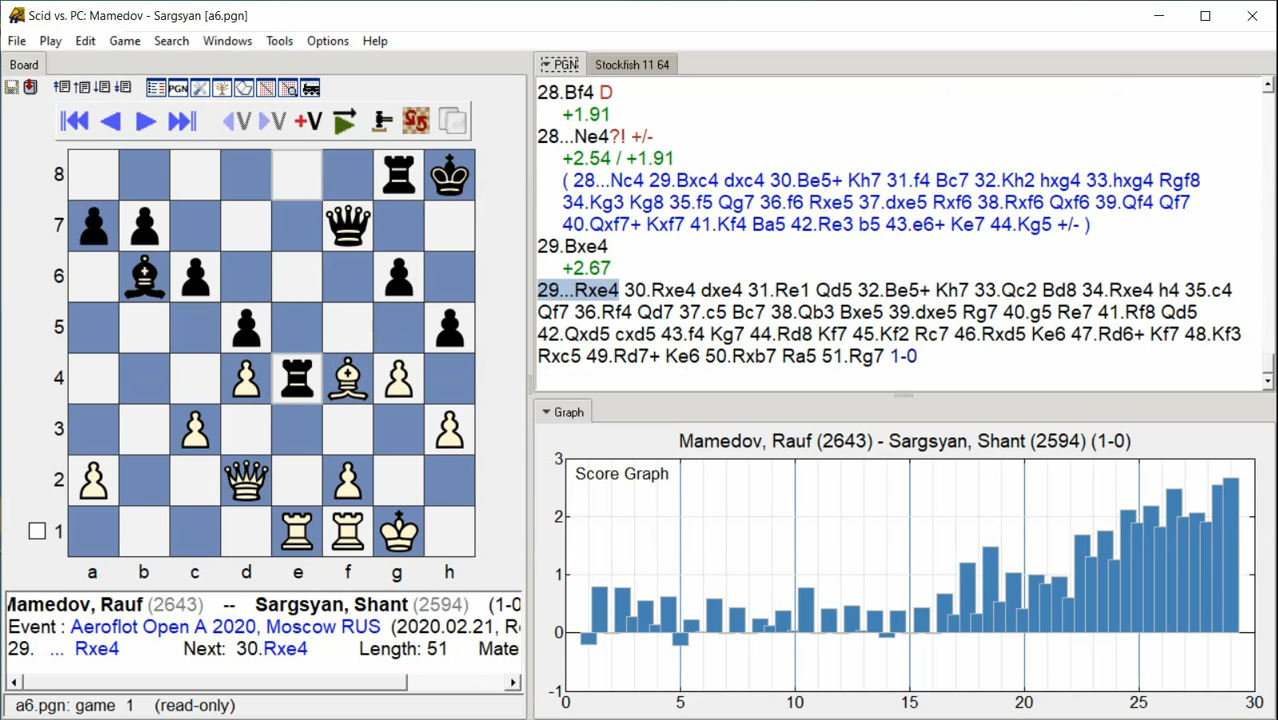 Scid vs. PC: Mamedov - Sargsyan [a6.pgn]
File Play Edit Game Search Windows Tools Options Help
Board
PGN
V V +V
8
7
6
5
4
3
2
1
a b c d e f g h
Mamedov, Rauf (2643) -- Sargsyan, Shant (2594) (1-0
Event : Aeroflot Open A 2020, Moscow RUS (2020.02.21, R
29. ... Rxe4 Next: 30.Rxe4 Length: 51 Mate
a6.pgn: game 1 (read-only)
PGN Stockfish 11 64
28.Bf4 D
+1.91
28...Ne4?! +/-
+2.54 / +1.91
( 28...Nc4 29.Bxc4 dxc4 30.Be5+ Kh7 31.f4 Bc7 32.Kh2 hxg4 33.hxg4 Rgf8
34.Kg3 Kg8 35.f5 Qg7 36.f6 Rxe5 37.dxe5 Rxf6 38.Rxf6 Qxf6 39.Qf4 Qf7
40.Qxf7+ Kxf7 41.Kf4 Ba5 42.Re3 b5 43.e6+ Ke7 44.Kg5 +/- )
29.Bxe4
+2.67
29...Rxe4 30.Rxe4 dxe4 31.Re1 Qd5 32.Be5+ Kh7 33.Qc2 Bd8 34.Rxe4 h4 35.c4
Qf7 36.Rf4 Qd7 37.c5 Bc7 38.Qb3 Bxe5 39.dxe5 Rg7 40.g5 Re7 41.Rf8 Qd5
42.Qxd5 cxd5 43.f4 Kg7 44.Rd8 Kf7 45.Kf2 Rc7 46.Rxd5 Ke6 47.Rd6+ Kf7 48.Kf3
Rxc5 49.Rd7+ Ke6 50.Rxb7 Ra5 51.Rg7 1-0
Graph
Mamedov, Rauf (2643) - Sargsyan, Shant (2594) (1-0)
Score Graph
3
2
1
0
-1
0 5 10 15 20 25 30